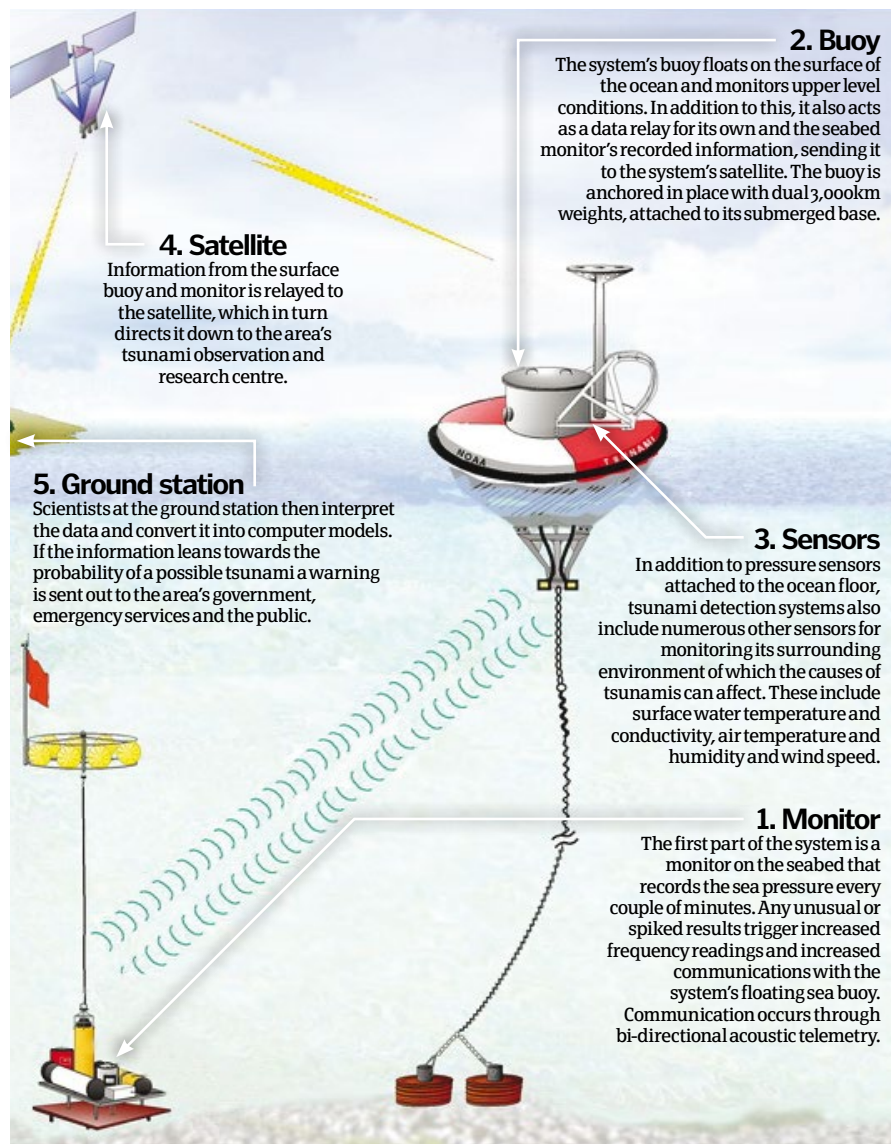 2. Buoy
The system's buoy floats on the surface of
the ocean and monitors upper level
conditions. In addition to this, it also acts
as a data relay for its own and the seabed
monitor's recorded information, sending it
to the system's satellite. The buoy is
anchored in place with dual 3,000km
weights, attached to its submerged base.
4. Satellite
Information from the surface
buoy and monitor is relayed to
the satellite, which in turn
directs it down to the area's
tsunami observation and
research centre.
NOAA
TSUNAMI
5. Ground station
Scientists at the ground station then interpret
the data and convert it into computer models.
If the information leans towards the
probability of a possible tsunami a warning
is sent out to the area's government,
emergency services and the public.
3. Sensors
In addition to pressure sensors
attached to the ocean floor,
tsunami detection systems also
include numerous other sensors for
monitoring its surrounding
environment of which the causes of
tsunamis can affect. These include
surface water temperature and
conductivity, air temperature and
humidity and wind speed.
1. Monitor
The first part of the system is a
monitor on the seabed that
records the sea pressure every
couple of minutes. Any unusual or
spiked results trigger increased
frequency readings and increased
communications with the
system's floating sea buoy.
Communication occurs through
bi-directional acoustic telemetry.